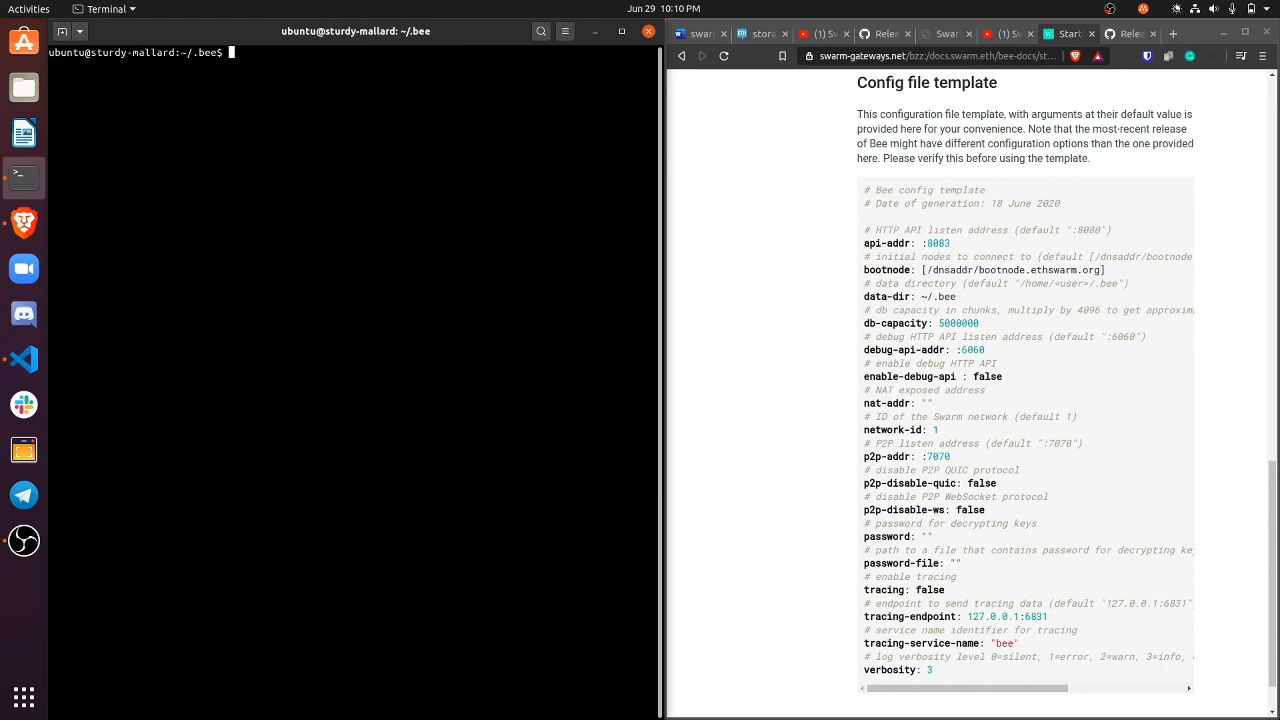 Activities
Terminal
Jun 29 10:10 PM
ubuntu@sturdy-mallard: ~/.bee
ubuntu@sturdy-mallard:~/.bee$
swarm
stora
(1) Sw
Relea
Swarm
(1) Sw
Start
Relea
swarm-gateways.net/bzz:/docs.swarm.eth/bee-docs/st...
Config file template
This configuration file template, with arguments at their default value is
provided here for your convenience. Note that the most-recent release
of Bee might have different configuration options than the one provided
here. Please verify this before using the template.
# Bee config template
# Date of generation: 18 June 2020
# HTTP API listen address (default ":8080")
api-addr: :8083
# initial nodes to connect to (default [/dnsaddr/bootnode
bootnode: [/dnsaddr/bootnode.ethswarm.org]
# data directory (default "/home/<user>/.bee")
data-dir: ~/.bee
# db capacity in chunks, multiply by 4096 to get approxim
db-capacity: 5000000
# debug HTTP API listen address (default ":6060")
debug-api-addr: :6060
# enable debug HTTP API
enable-debug-api : false
# NAT exposed address
nat-addr: ""
# ID of the Swarm network (default 1)
network-id: 1
# P2P listen address (default ":7070")
p2p-addr: :7070
# disable P2P QUIC protocol
p2p-disable-quic: false
# disable P2P WebSocket protocol
p2p-disable-ws: false
# password for decrypting keys
password: ""
# path to a file that contains password for decrypting key
password-file: ""
# enable tracing
tracing: false
# endpoint to send tracing data (default "127.0.0.1:6831"
tracing-endpoint: 127.0.0.1:6831
# service name identifier for tracing
tracing-service-name: "bee"
# log verbosity level 0=silent, 1=error, 2=warn, 3=info,
verbosity: 3